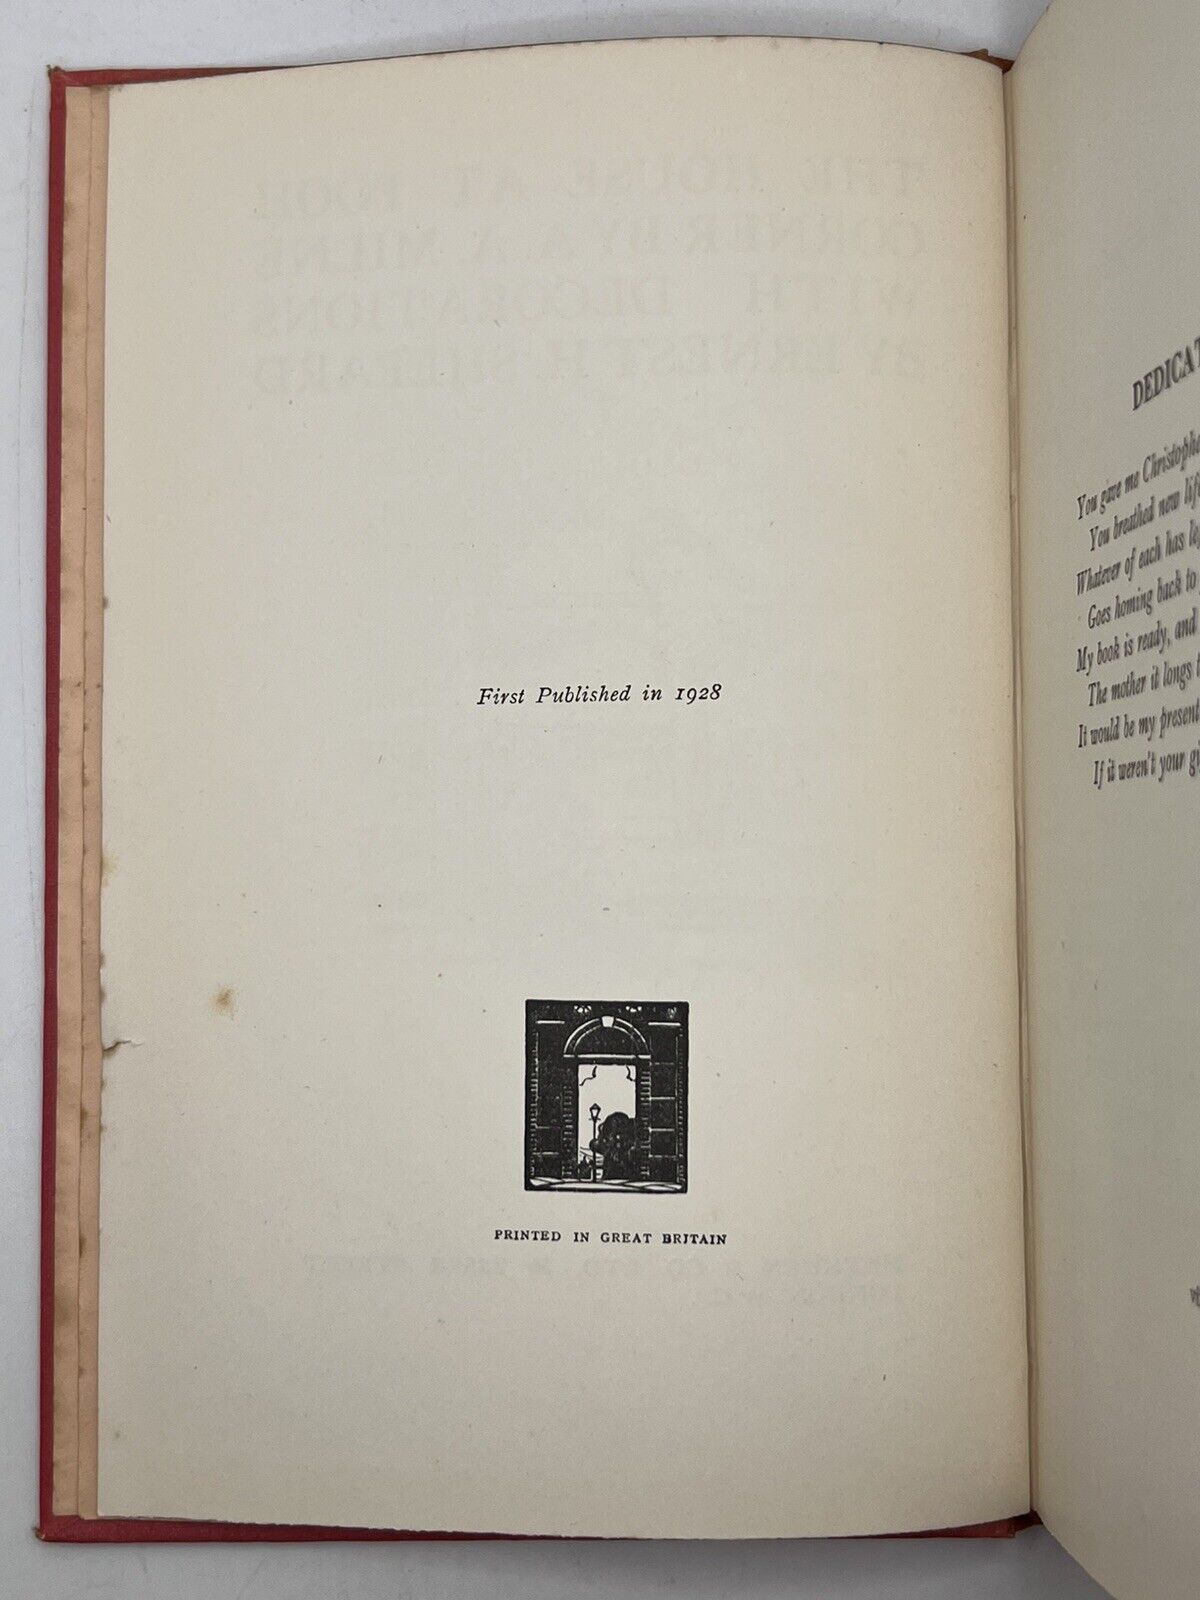 First Published in 1928
PRINTED IN GREAT BRITAIN
DEDICAT
You gave me Christophe
You breathed new lif
Whatever of each has le
Goes homing back to
My book is ready, and
The mother it longs t
It would be my present
If it weren't your gi